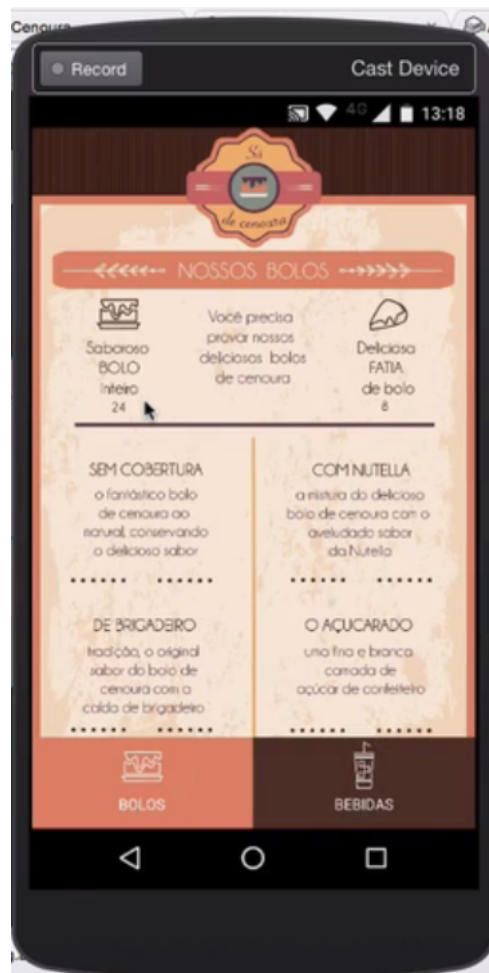 Cenoura
Record
Cast Device
4G
13:18
Só
de cenoura
NOSSOS BOLOS
Saboroso
BOLO
Inteiro
24
Você precisa
provar nossos
deliciosos bolos
de cenoura
Deliciosa
FATIA
de bolo
8
SEM COBERTURA
o fantástico bolo
de cenoura ao
natural, conservando
o delicioso sabor
COM NUTELLA
a mistura do delicioso
bolo de cenoura com o
aveludado sabor
da Nutella
DE BRIGADEIRO
tradição, o original
sabor do bolo de
cenoura com a
calda de brigadeiro
O AÇUCARADO
uma fina e branca
camada de
açúcar de confeiteiro
BOLOS
BEBIDAS